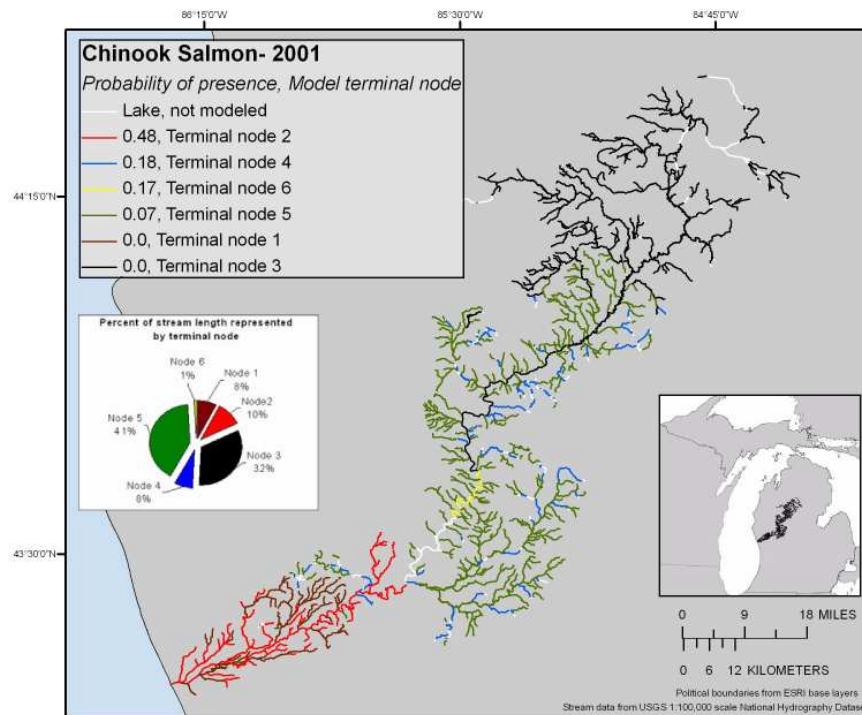 86°15'0"W 85°30'0"W 84°45'0"W
Chinook Salmon- 2001
Probability of presence, Model terminal node
Lake, not modeled
0.48, Terminal node 2
0.18, Terminal node 4
0.17, Terminal node 6
0.07, Terminal node 5
0.0, Terminal node 1
0.0, Terminal node 3
44°15'0"N
Percent of stream length represented
by terminal node
Node 6
1%
Node 1
8%
Node2
10%
Node 5
41%
Node 3
32%
Node 4
8%
43°30'0"N
0 9 18 MILES
0 6 12 KILOMETERS
Political boundaries from ESRI base layers
Stream data from USGS 1:100,000 scale National Hydrography Datase